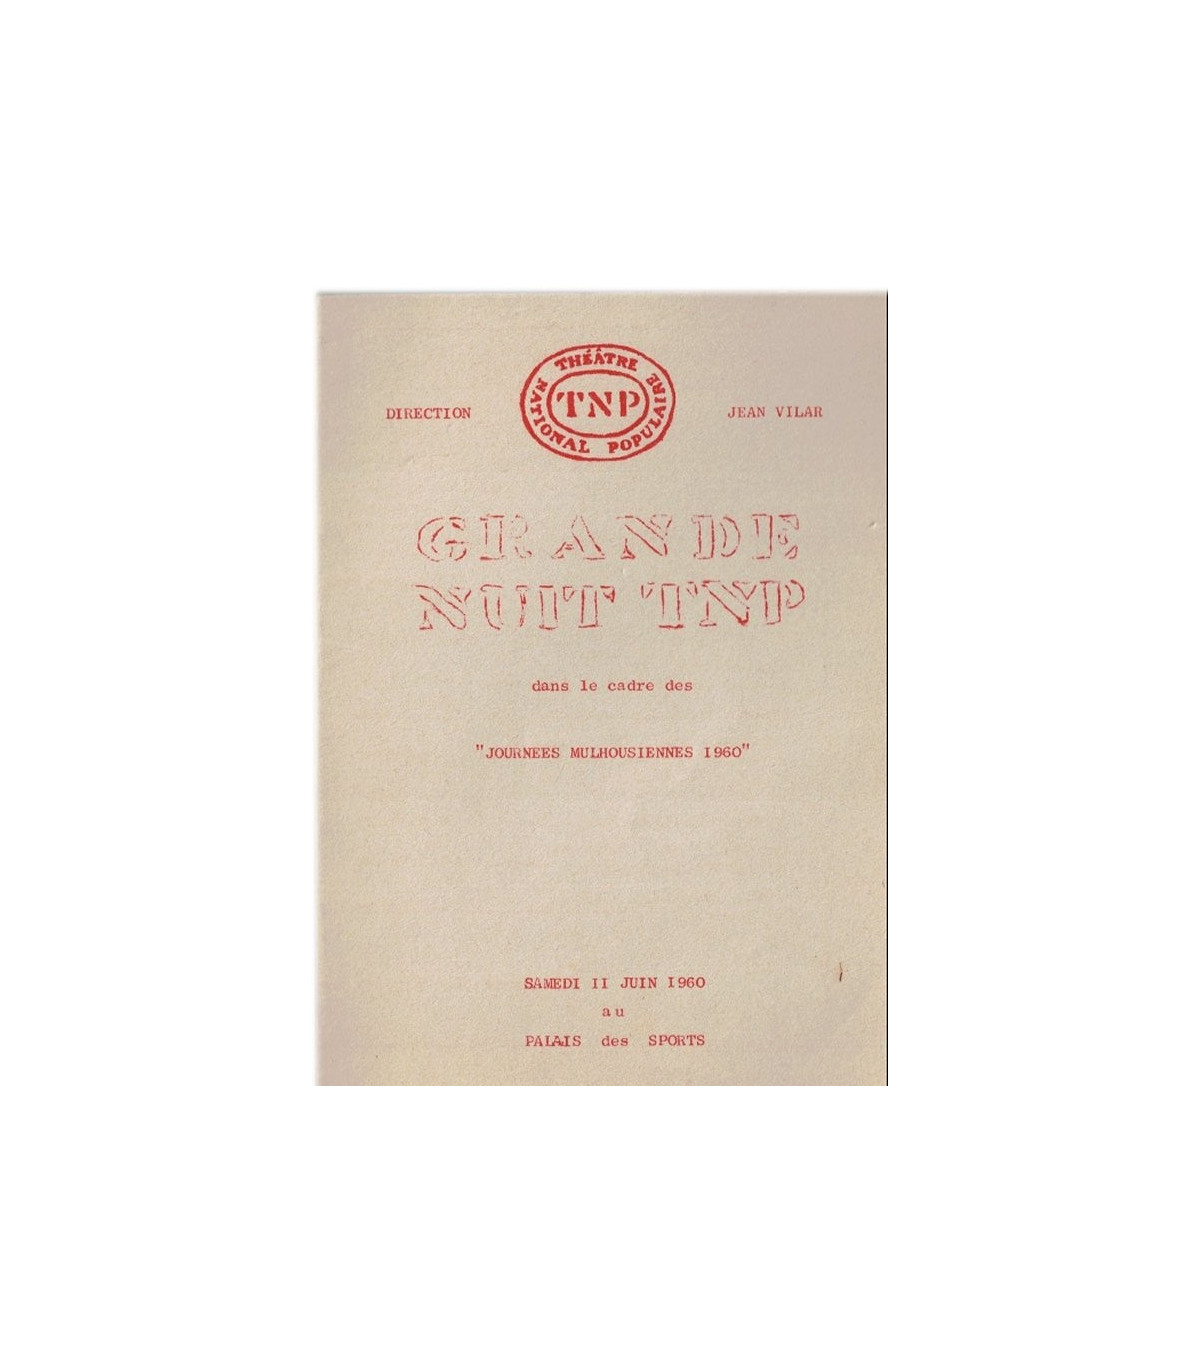 THÉÂTRE NATIONAL POPULAIRE
TNP
DIRECTION JEAN VILAR
GRANDE
NUIT TNP
dans le cadre des
"JOURNEES MULHOUSIENNES 1960"
SAMEDI 11 JUIN 1960
au
PALAIS des SPORTS